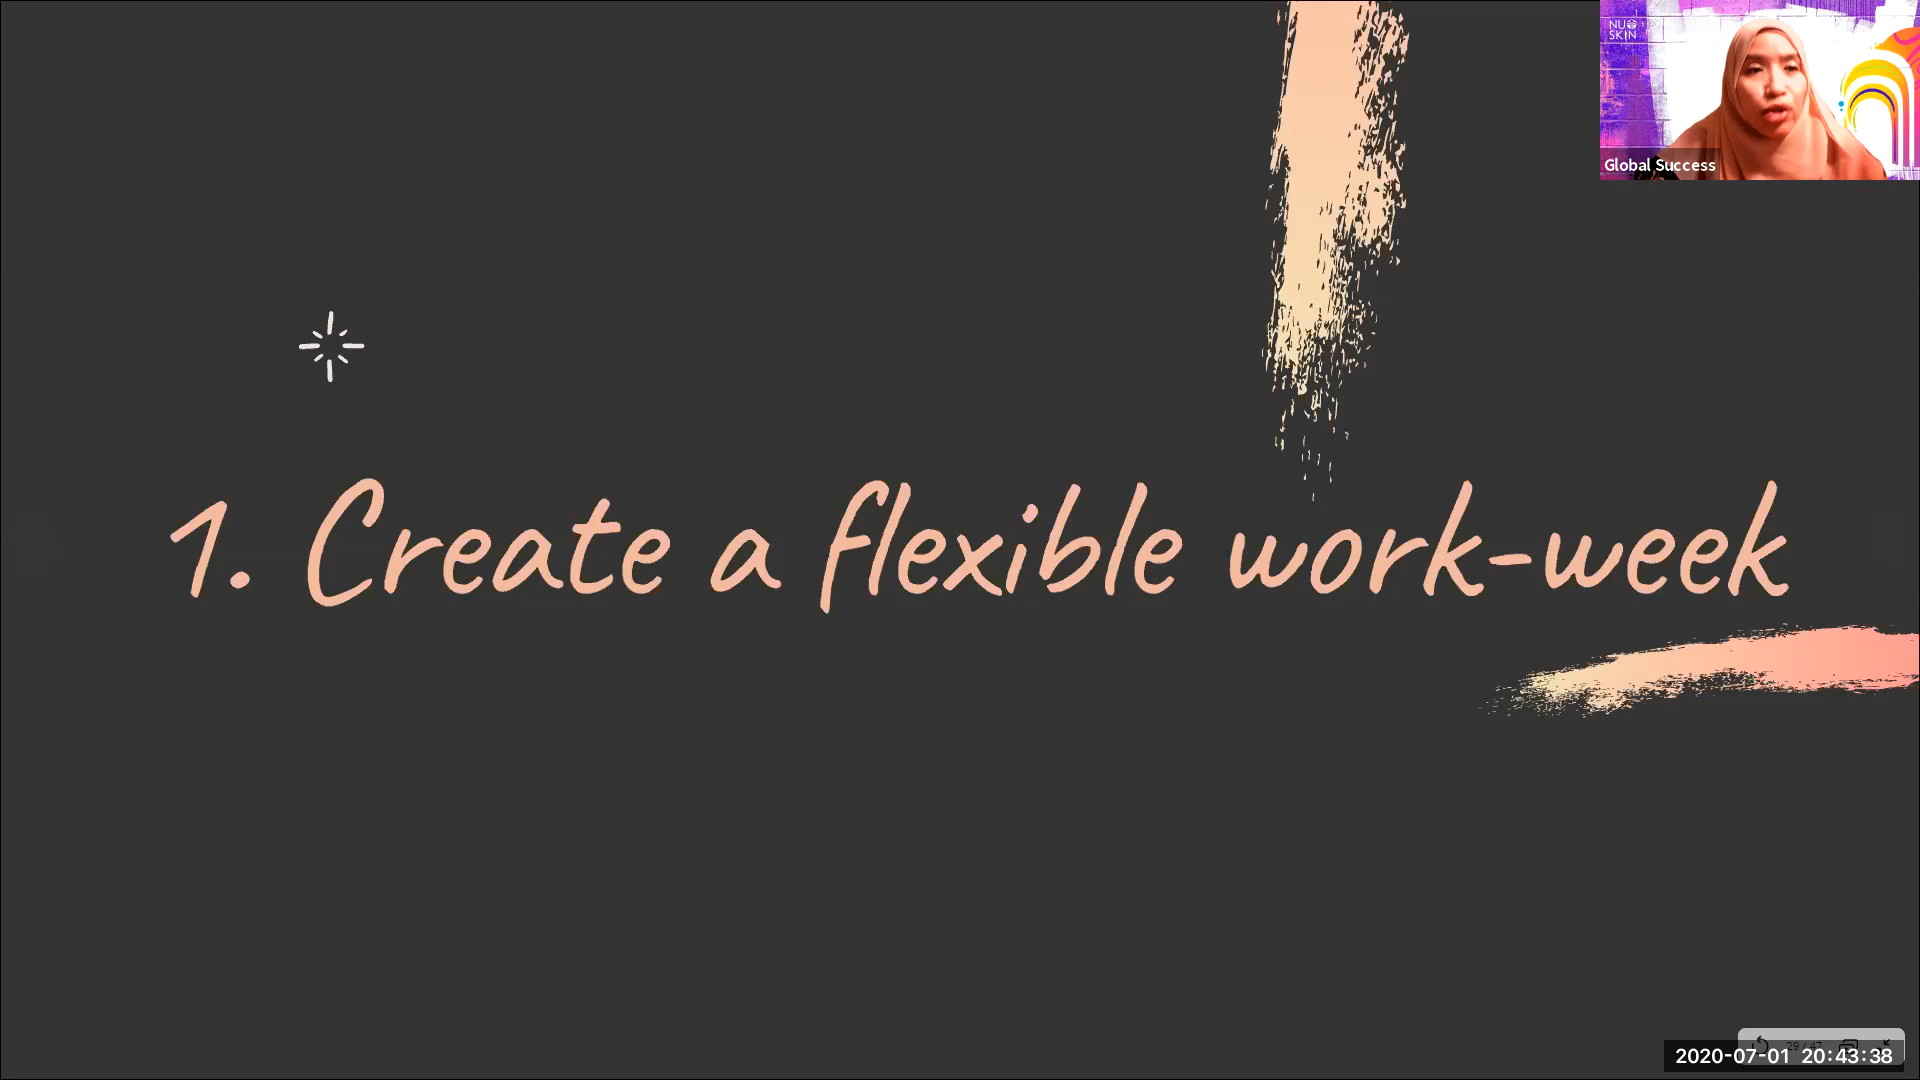 NU
SKIN
Global Success
1. Create a flexible work-week
2020-07-01 20:43:38